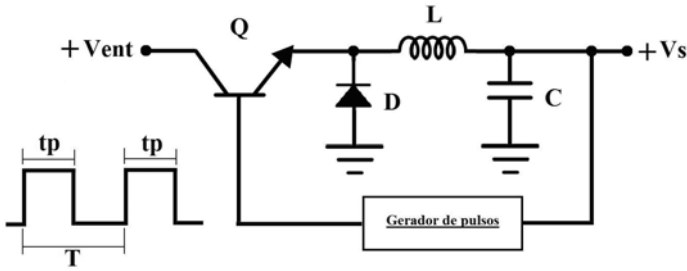 Q
L
+Vent
+Vs
D
C
tp
tp
Gerador de pulsos
T